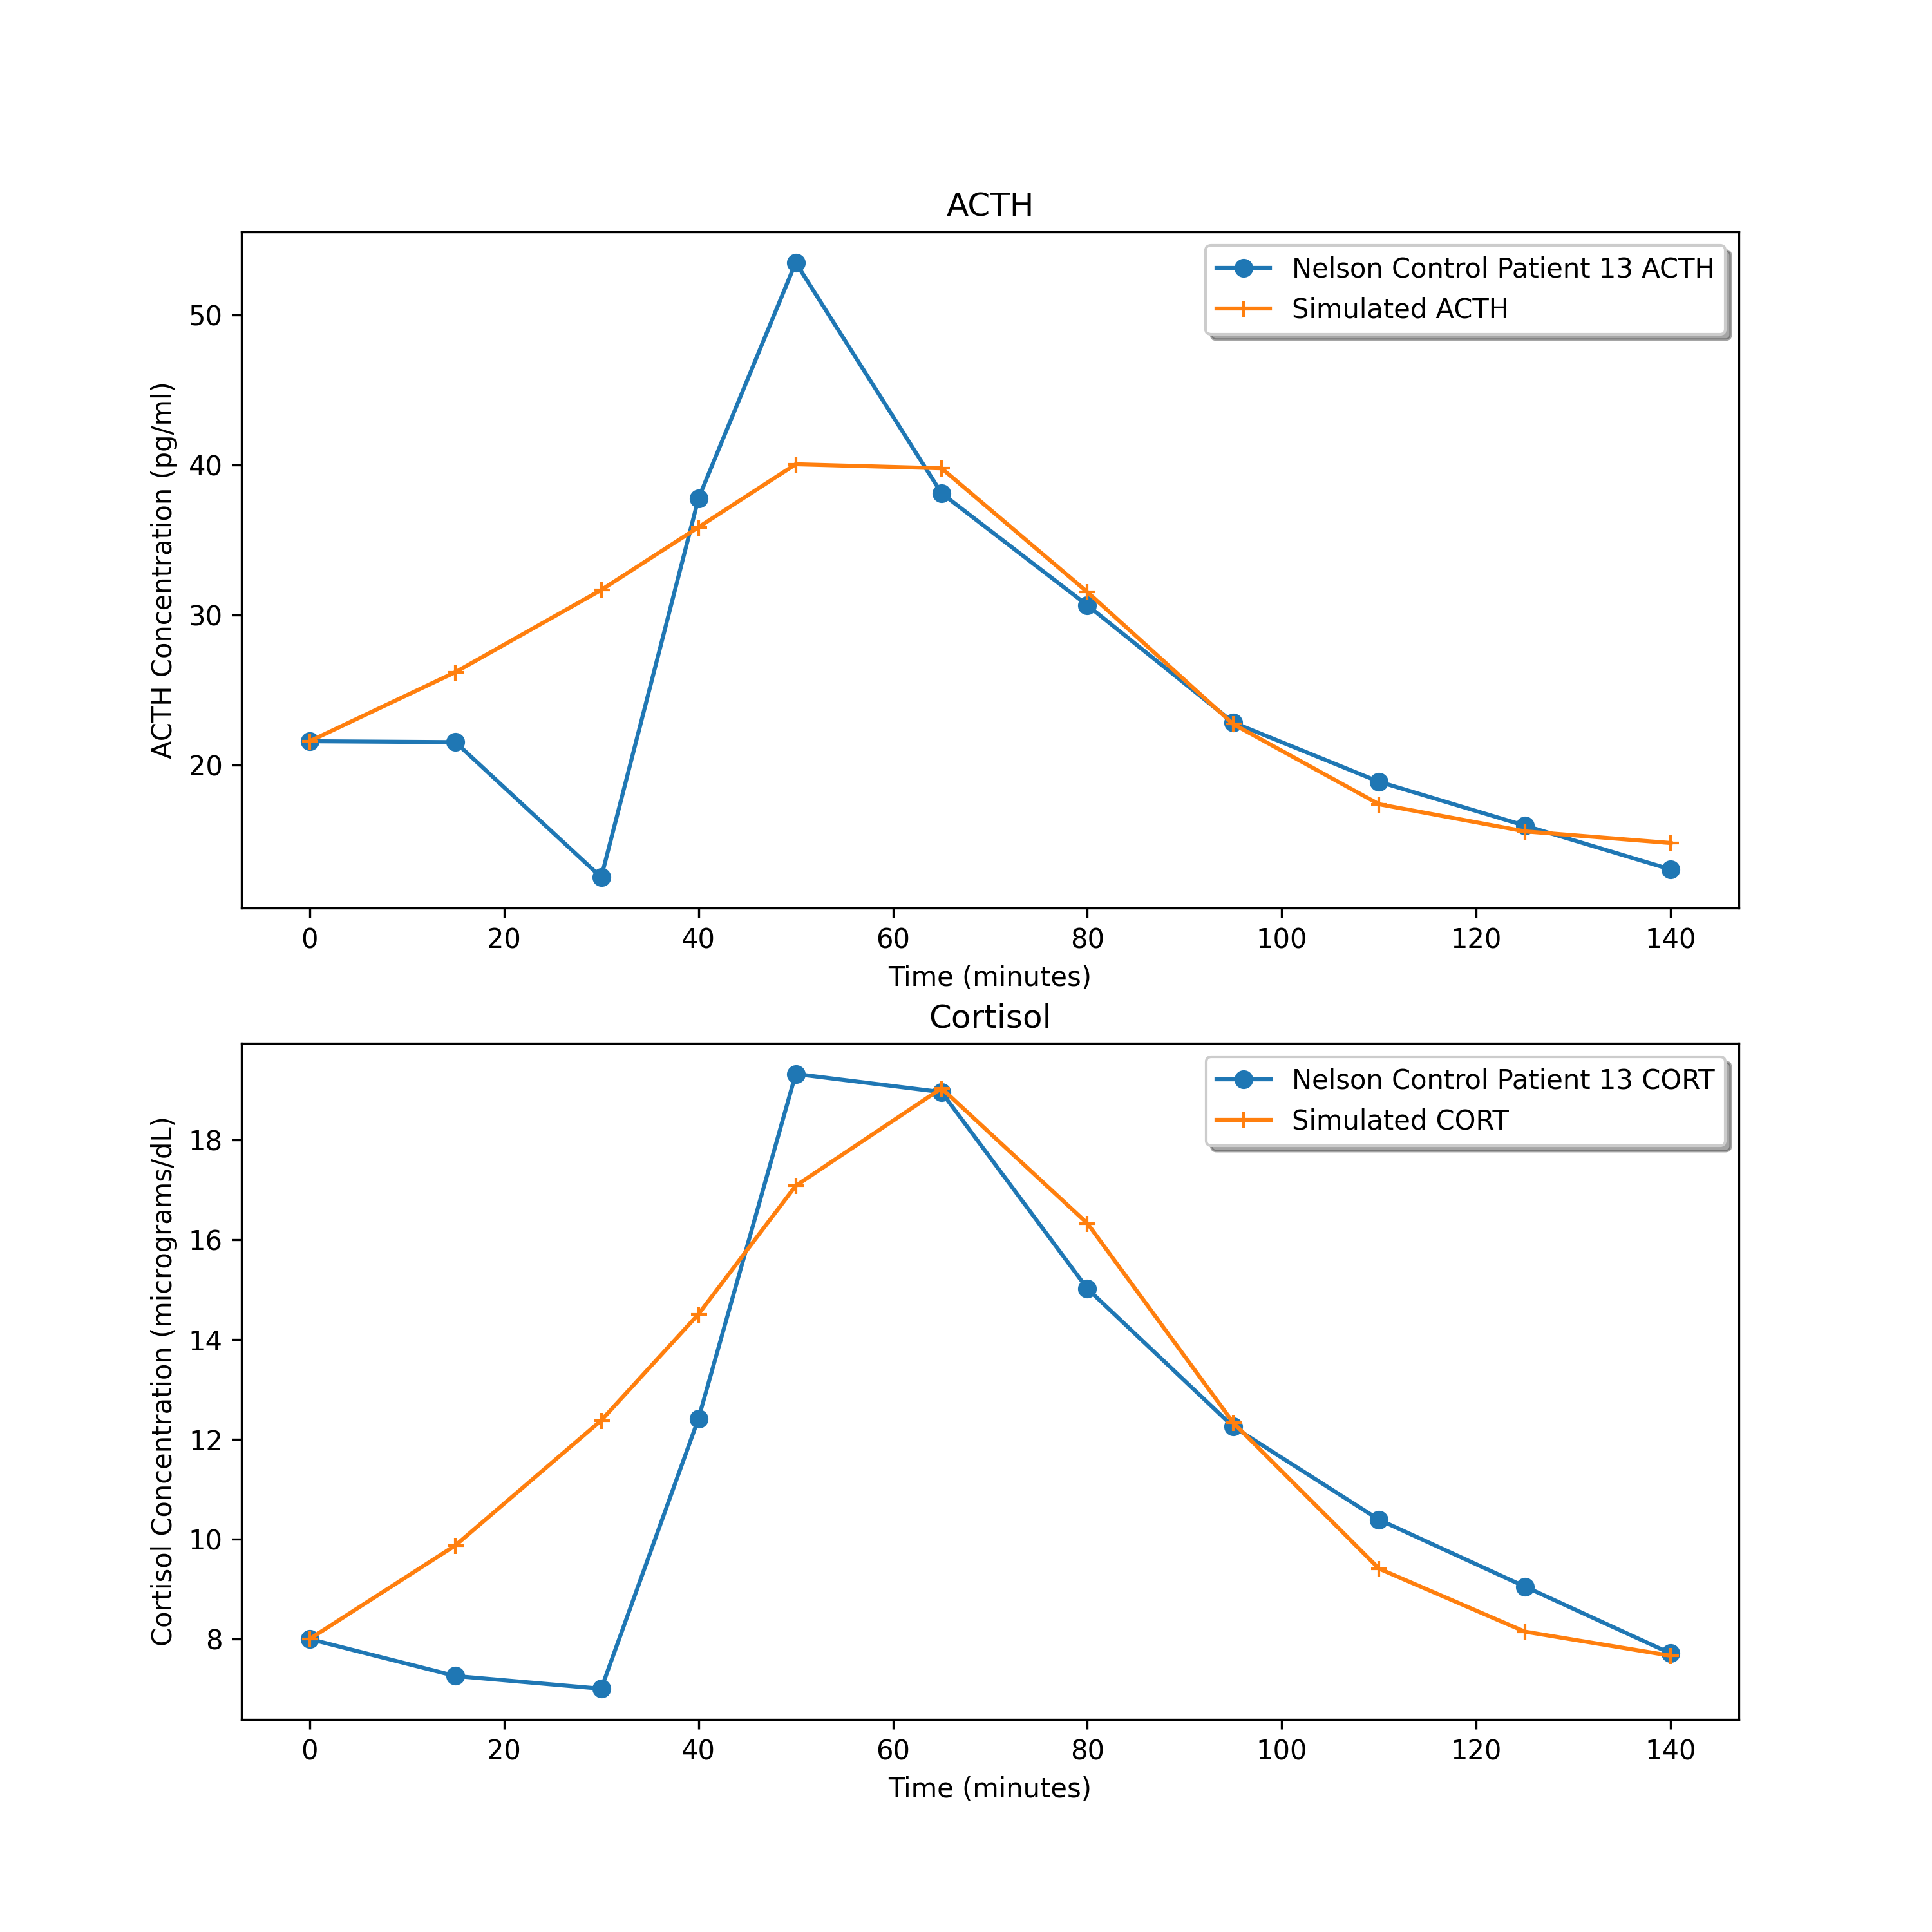 ACTH
Nelson Control Patient 13 ACTH
Simulated ACTH
ACTH Concentration (pg/ml)
50
40
30
20
0 20 40 60 80 100 120 140
Time (minutes)
Cortisol
Nelson Control Patient 13 CORT
Simulated CORT
Cortisol Concentration (micrograms/dL)
18
16
14
12
10
8
0 20 40 60 80 100 120 140
Time (minutes)